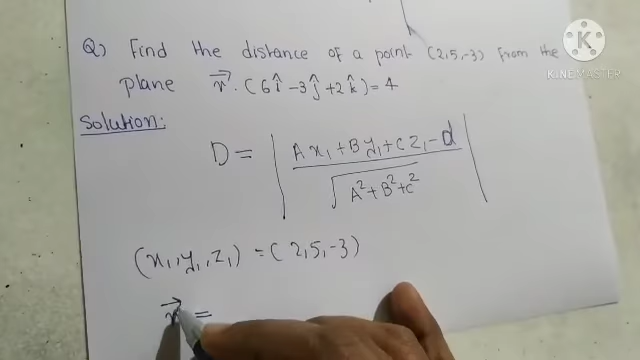 Q) Find the distance of a point (2,5,-3) from the
plane r⃗ . (6î -3ĵ +2k̂) = 4
Solution:
D = | Ax₁ + By₁ + Cz₁ - d / √A² + B² + C² |
(x₁, y₁, z₁) = (2,5,-3)
r⃗ =
K
KINEMASTER